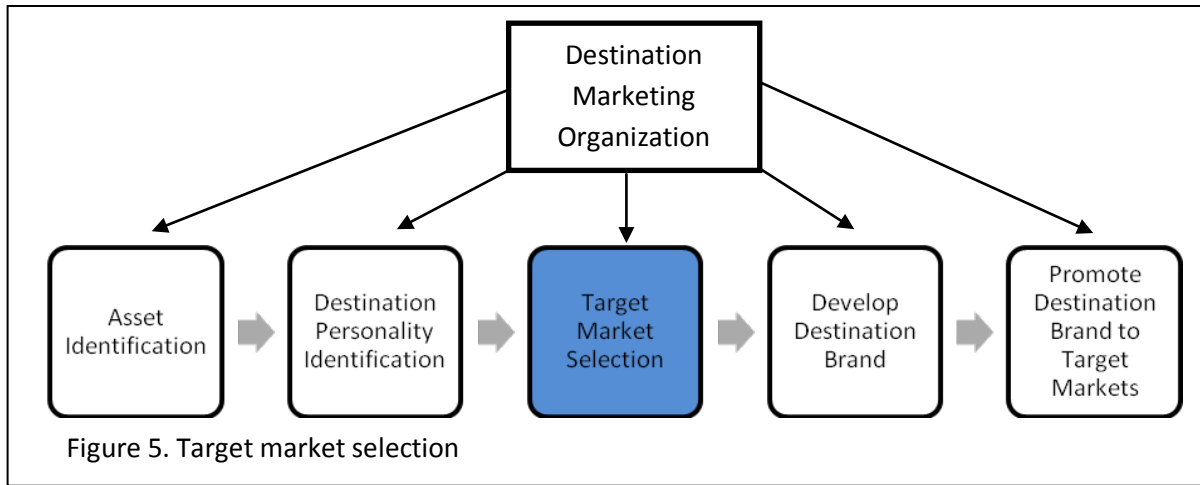 Destination
Marketing
Organization
Asset
Identification
Destination
Personality
Identification
Target
Market
Selection
Develop
Destination
Brand
Promote
Destination
Brand to
Target
Markets
Figure 5. Target market selection